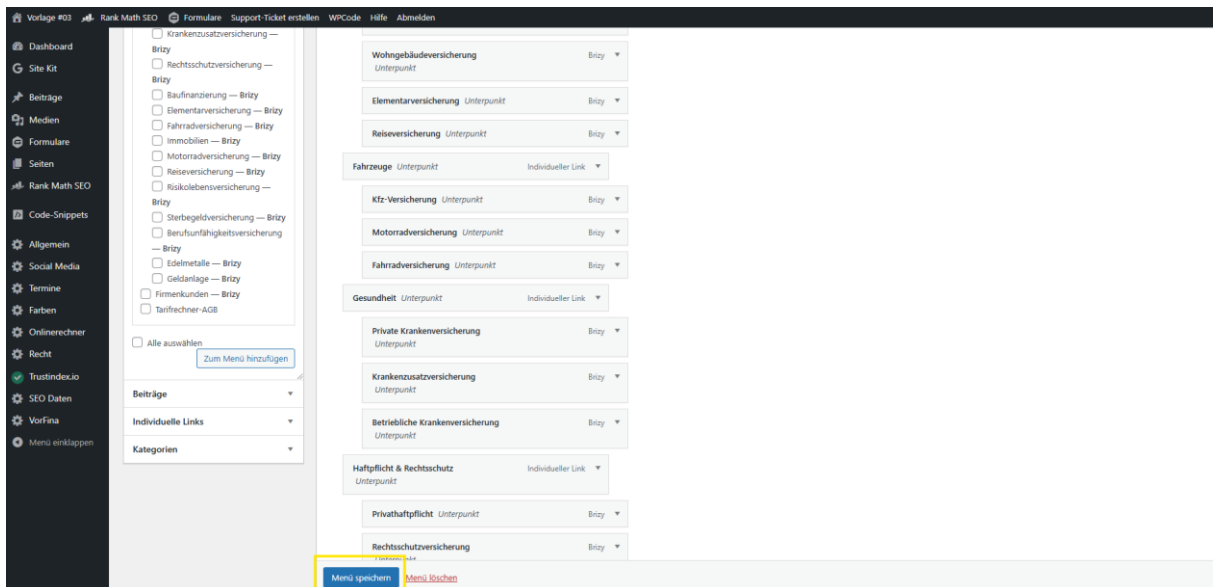 Vorlage #03 Rank Math SEO Formulare Support-Ticket erstellen WPCode Hilfe Abmelden
Dashboard
Site Kit
Beiträge
Medien
Formulare
Seiten
Rank Math SEO
Code-Snippets
Allgemein
Social Media
Termine
Farben
Onlinerechner
Recht
Trustindex.io
SEO Daten
VorFina
Menü einklappen
Krankenzusatzversicherung —
Brizy
Rechtsschutzversicherung —
Brizy
Baufinanzierung — Brizy
Elementarversicherung — Brizy
Fahrradversicherung — Brizy
Immobilien — Brizy
Motorradversicherung — Brizy
Reiseversicherung — Brizy
Risikolebensversicherung —
Brizy
Sterbegeldversicherung — Brizy
Berufsunfähigkeitsversicherung
— Brizy
Edelmetalle — Brizy
Geldanlage — Brizy
Firmenkunden — Brizy
Tarifrechner-AGB
Alle auswählen
Zum Menü hinzufügen
Beiträge
Individuelle Links
Kategorien
Wohngebäudeversicherung Brizy
Unterpunkt
Elementarversicherung Unterpunkt Brizy
Reiseversicherung Unterpunkt Brizy
Fahrzeuge Unterpunkt Individueller Link
Kfz-Versicherung Unterpunkt Brizy
Motorradversicherung Unterpunkt Brizy
Fahrradversicherung Unterpunkt Brizy
Gesundheit Unterpunkt Individueller Link
Private Krankenversicherung Brizy
Unterpunkt
Krankenzusatzversicherung Brizy
Unterpunkt
Betriebliche Krankenversicherung Brizy
Unterpunkt
Haftpflicht & Rechtsschutz Individueller Link
Unterpunkt
Privathaftpflicht Unterpunkt Brizy
Rechtsschutzversicherung Brizy
Unterpunkt
Menü speichern Menü löschen